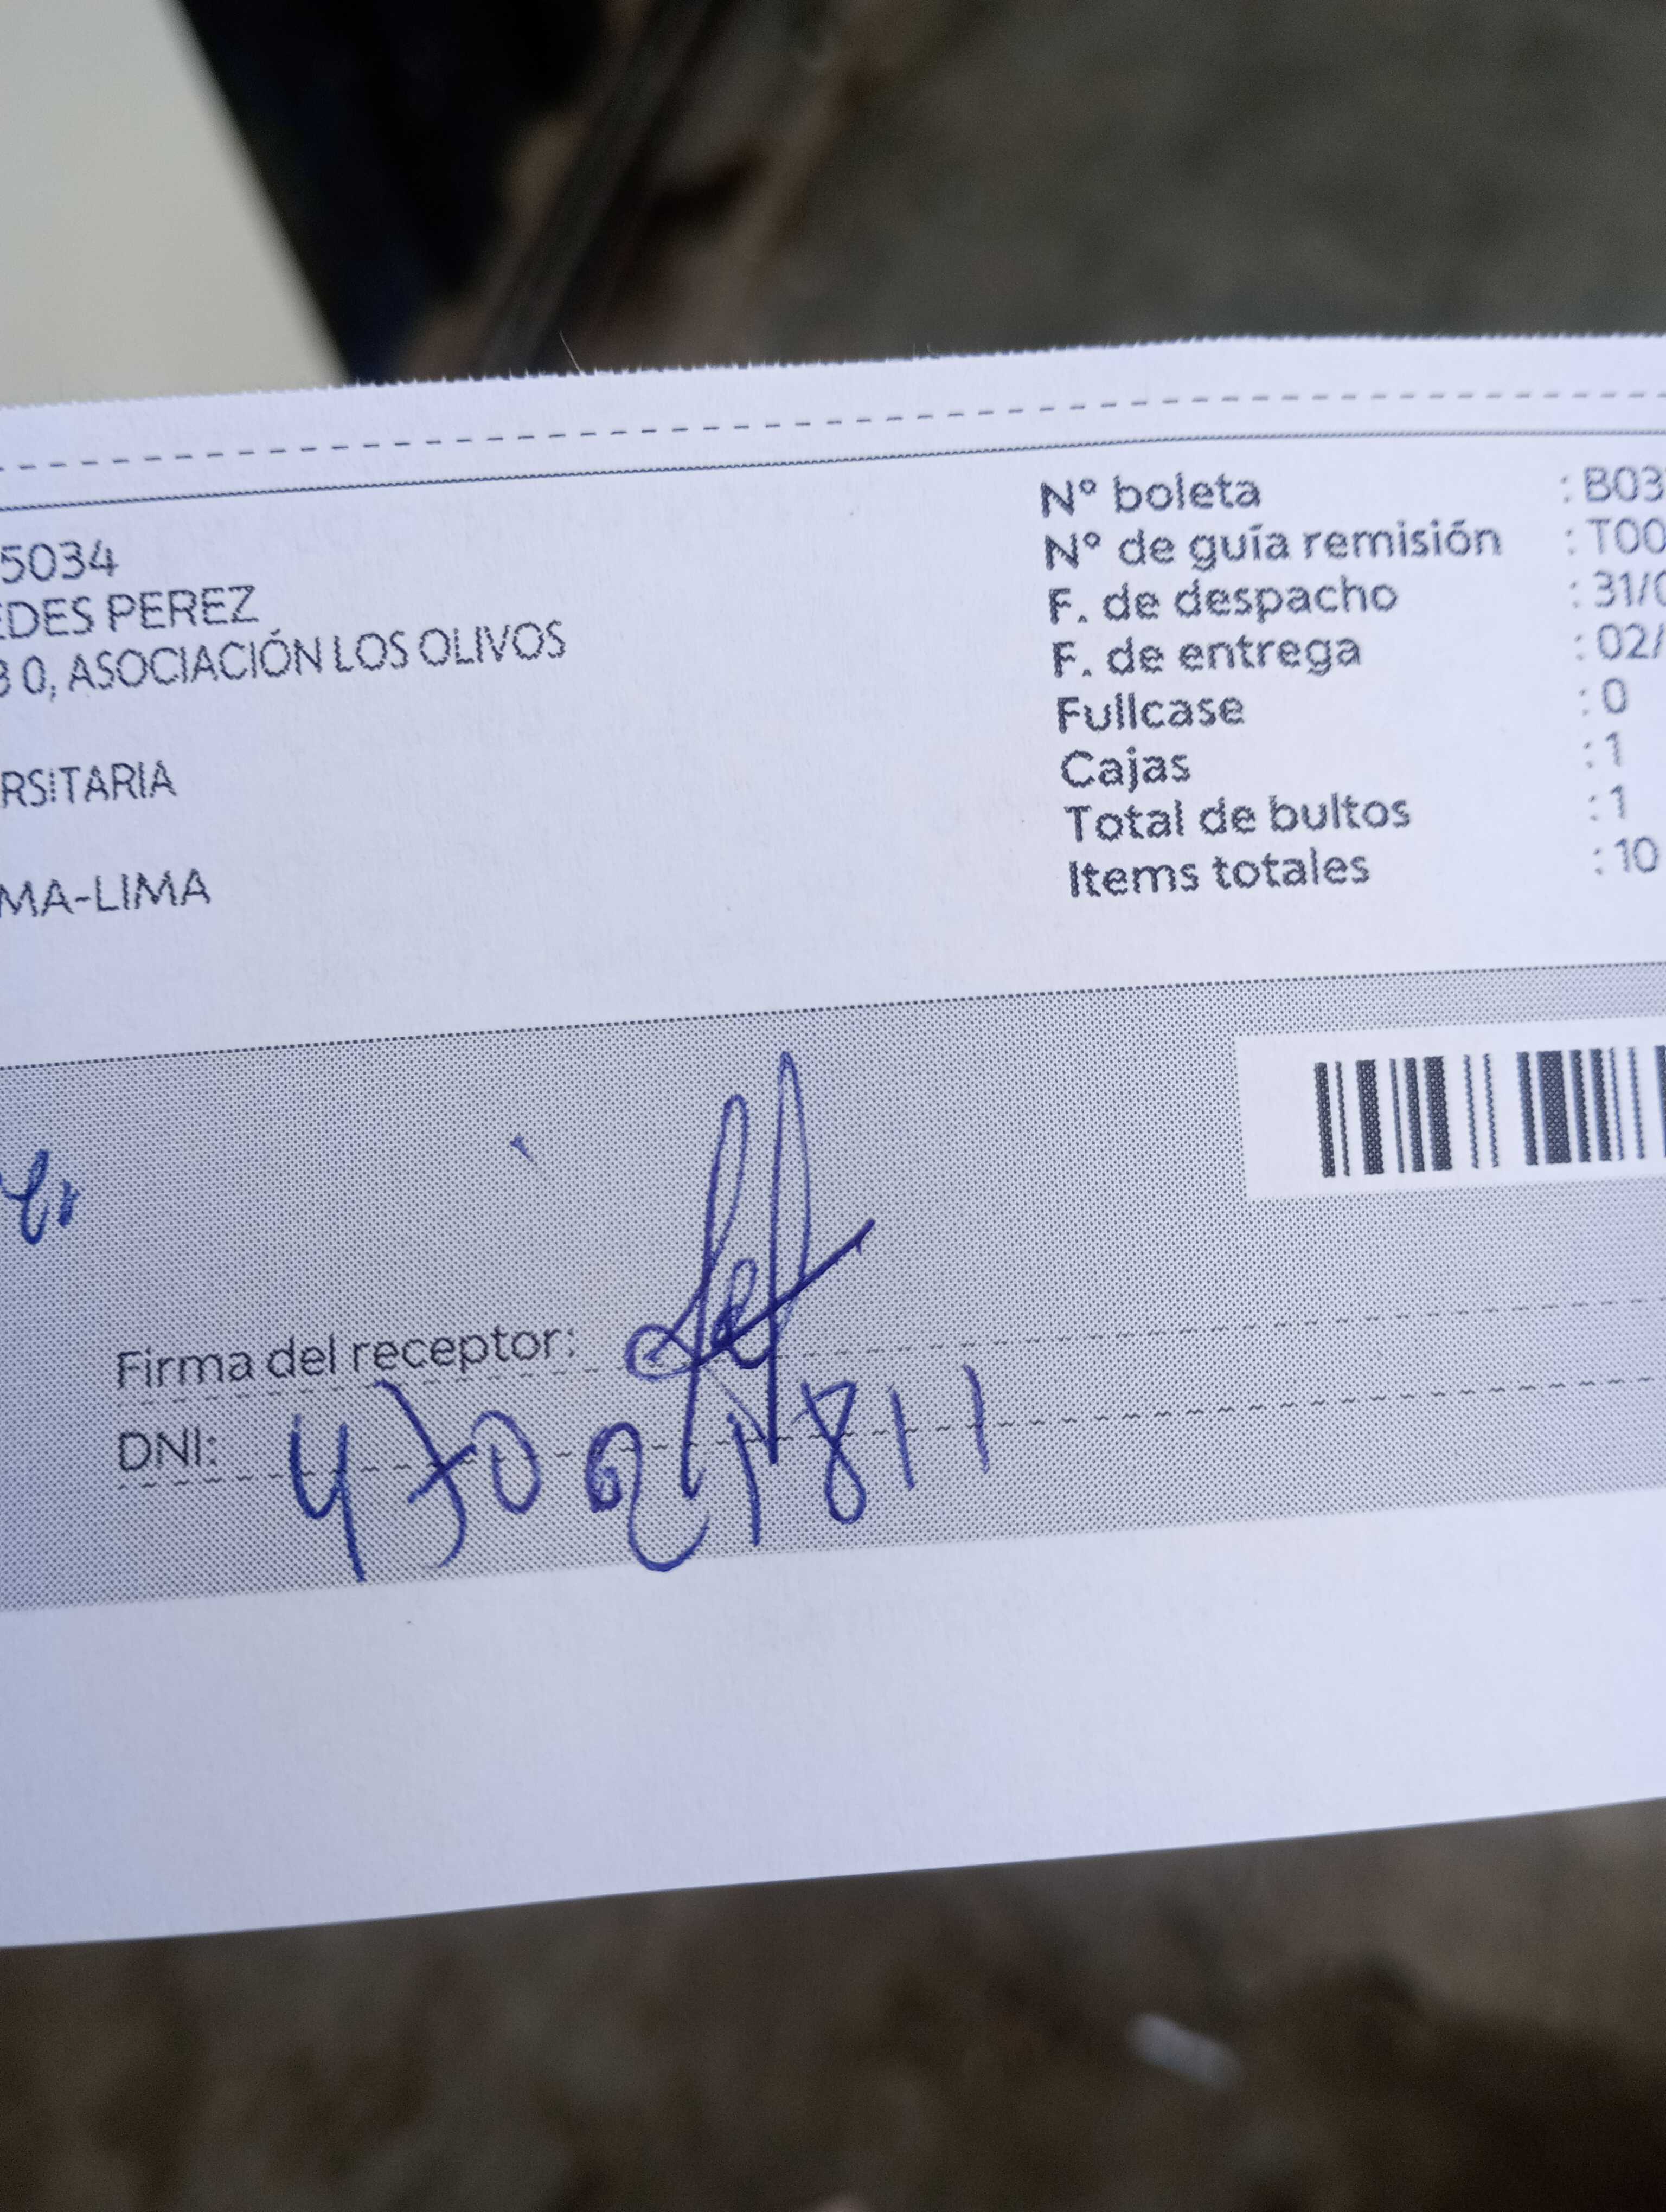 5034
EDES PEREZ
3 0, ASOCIACIÓN LOS OLIVOS
RSITARIA
MA-LIMA
N° boleta : B03
N° de guía remisión : T00
F. de despacho : 31/0
F. de entrega : 02/
Fullcase : 0
Cajas : 1
Total de bultos : 1
Items totales : 10
Firma del receptor:
DNI: 47021811